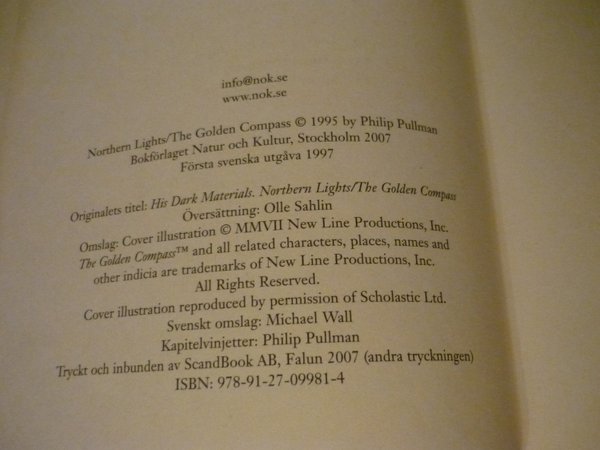 info@nok.se
www.nok.se
Northern Lights/The Golden Compass © 1995 by Philip Pullman
Bokförlaget Natur och Kultur, Stockholm 2007
Första svenska utgåva 1997
Originalets titel: His Dark Materials. Northern Lights/The Golden Compass
Översättning: Olle Sahlin
Omslag: Cover illustration © MMVII New Line Productions, Inc.
The Golden Compass™ and all related characters, places, names and
other indicia are trademarks of New Line Productions, Inc.
All Rights Reserved.
Cover illustration reproduced by permission of Scholastic Ltd.
Svenskt omslag: Michael Wall
Kapitelvinjetter: Philip Pullman
Tryckt och inbunden av ScandBook AB, Falun 2007 (andra tryckningen)
ISBN: 978-91-27-09981-4